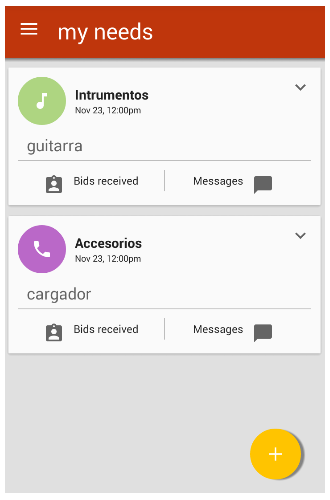 my needs
Intrumentos
Nov 23, 12:00pm
guitarra
Bids received Messages
Accesorios
Nov 23, 12:00pm
cargador
Bids received Messages